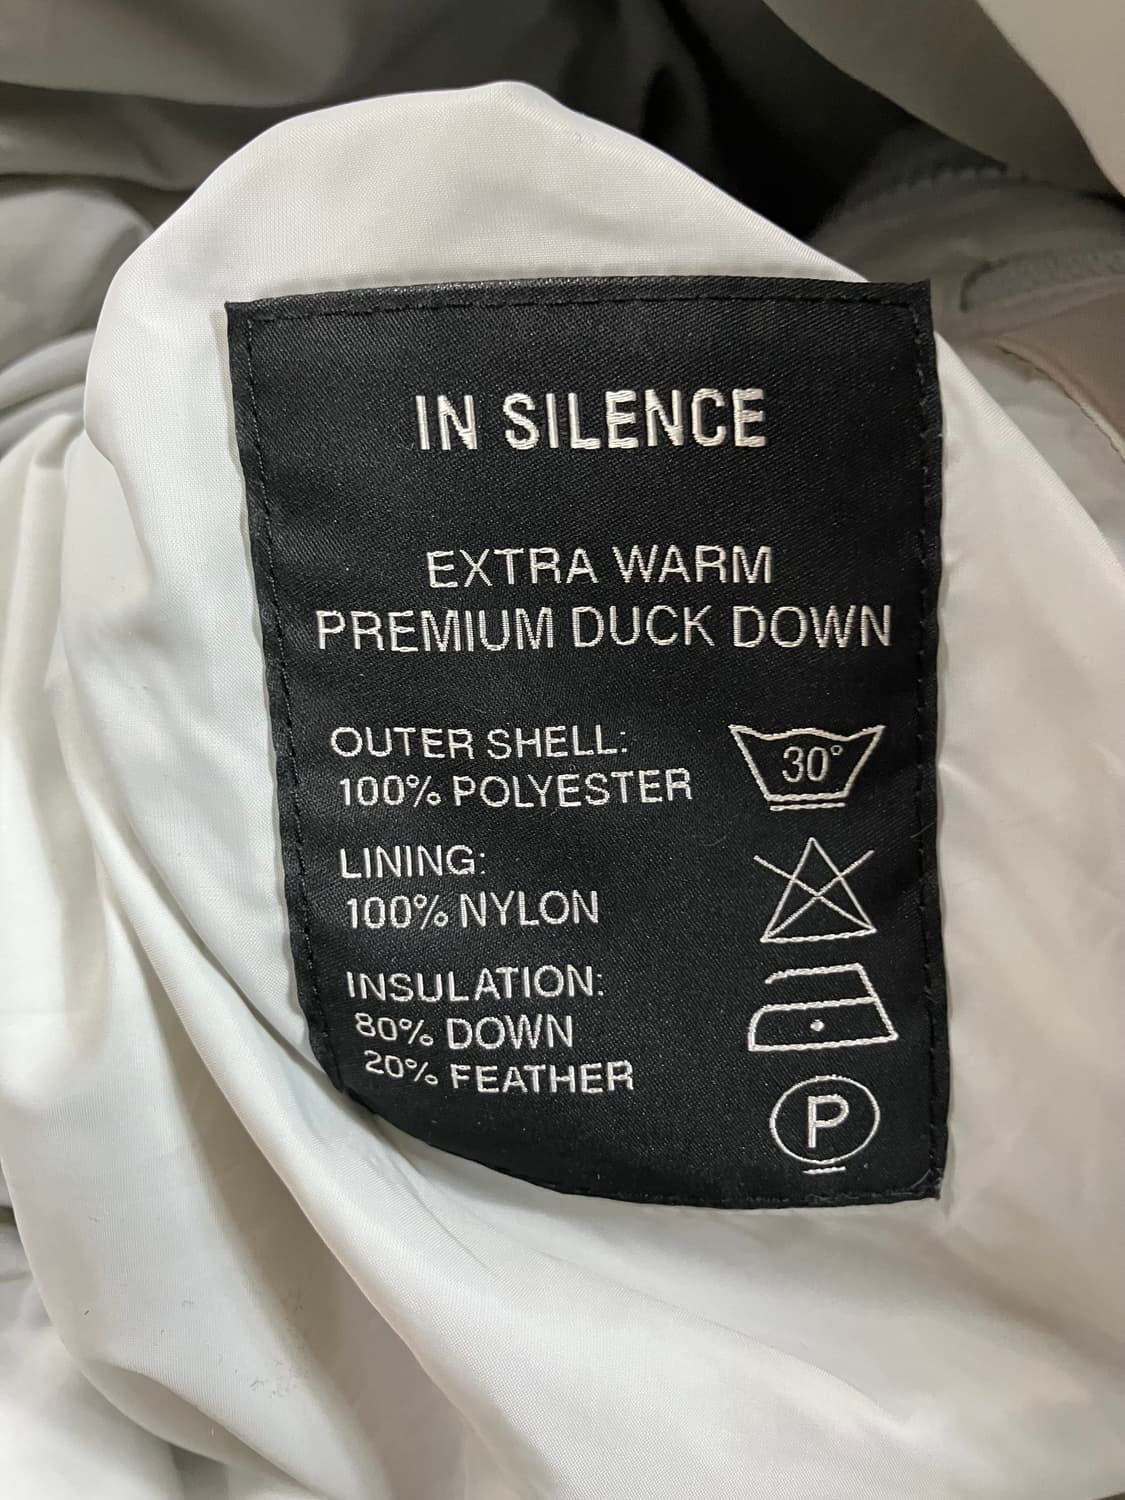 IN SILENCE
EXTRA WARM
PREMIUM DUCK DOWN
OUTER SHELL:
100% POLYESTER
30°
LINING:
100% NYLON
INSULATION:
80% DOWN
20% FEATHER
P